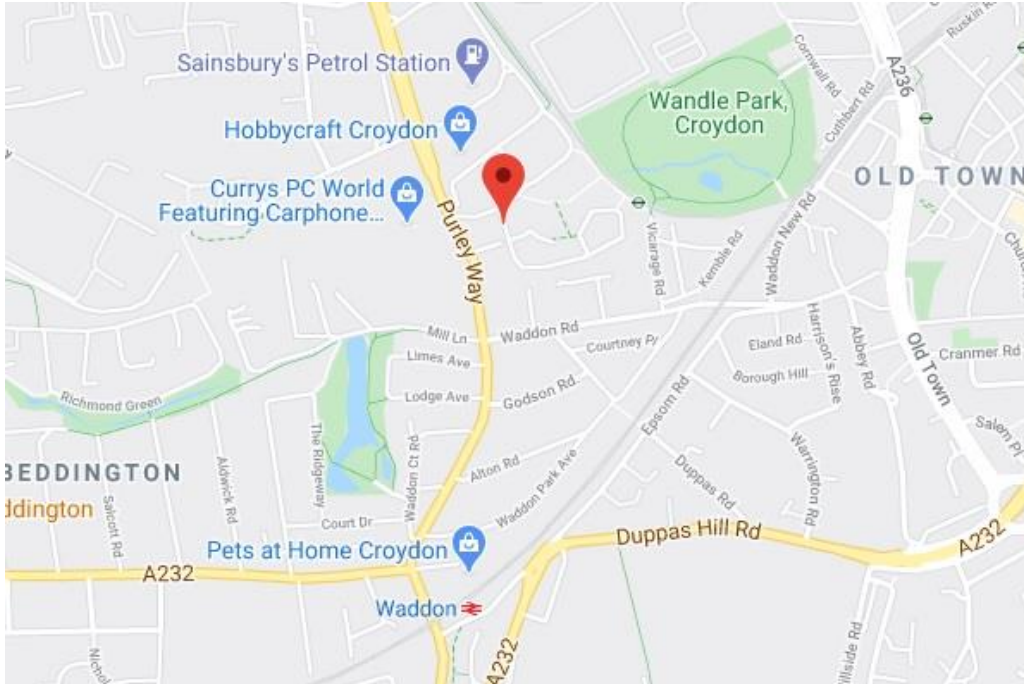 Sainsbury's Petrol Station
Hobbycraft Croydon
Currys PC World
Featuring Carphone...
Purley Way
Wandle Park,
Croydon
Cornwall Rd
Cuthbert Rd
A236
Ruskin R
OLD TOWN
Vicarage Rd
Kemble Rd
Waddon New Rd
Church
Mill Ln
Waddon Rd
Limes Ave
Courtney Pl
Eland Rd
Harrison's Rise
Abbey Rd
Old Town
Cranmer Rd
Richmond Green
Lodge Ave
Godson Rd
Borough Hill
Epsom Rd
BEDDINGTON
ddington
Salcott Rd
Aldwick Rd
The Ridgeway
Waddon Ct Rd
Alton Rd
Waddon Park Ave
Duppas Rd
Warrington Rd
Salem Pl
Court Dr
Pets at Home Croydon
Duppas Hill Rd
A232
A232
Waddon
A232
Nichol
illside Rd